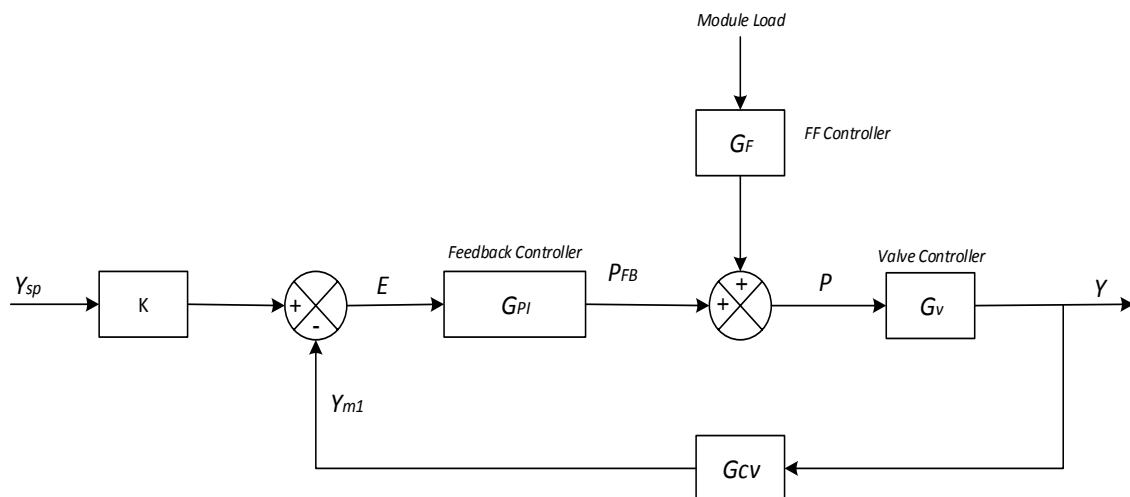 Module Load
GF
FF Controller
Feedback Controller
Valve Controller
Ysp
K
+
-
E
GPI
PFB
+
+
P
Gv
Y
Ym1
Gcv